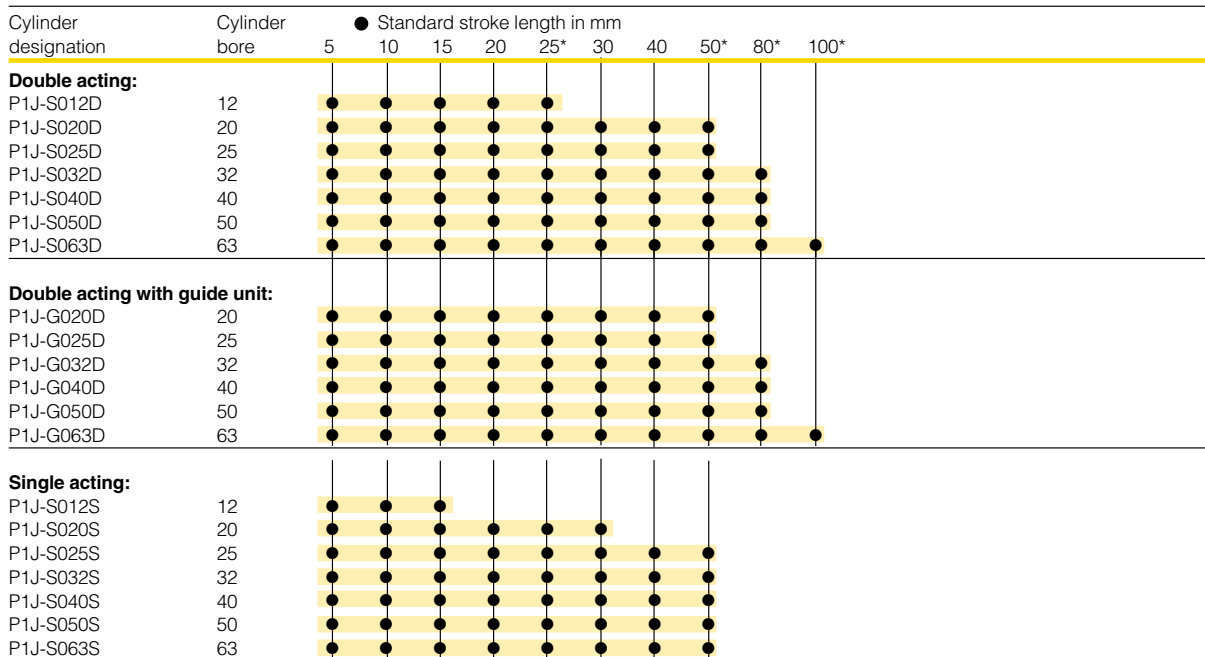 Cylinder Cylinder ● Standard stroke length in mm
designation bore 5 10 15 20 25* 30 40 50* 80* 100*
Double acting:
P1J-S012D 12
P1J-S020D 20
P1J-S025D 25
P1J-S032D 32
P1J-S040D 40
P1J-S050D 50
P1J-S063D 63
Double acting with guide unit:
P1J-G020D 20
P1J-G025D 25
P1J-G032D 32
P1J-G040D 40
P1J-G050D 50
P1J-G063D 63
Single acting:
P1J-S012S 12
P1J-S020S 20
P1J-S025S 25
P1J-S032S 32
P1J-S040S 40
P1J-S050S 50
P1J-S063S 63